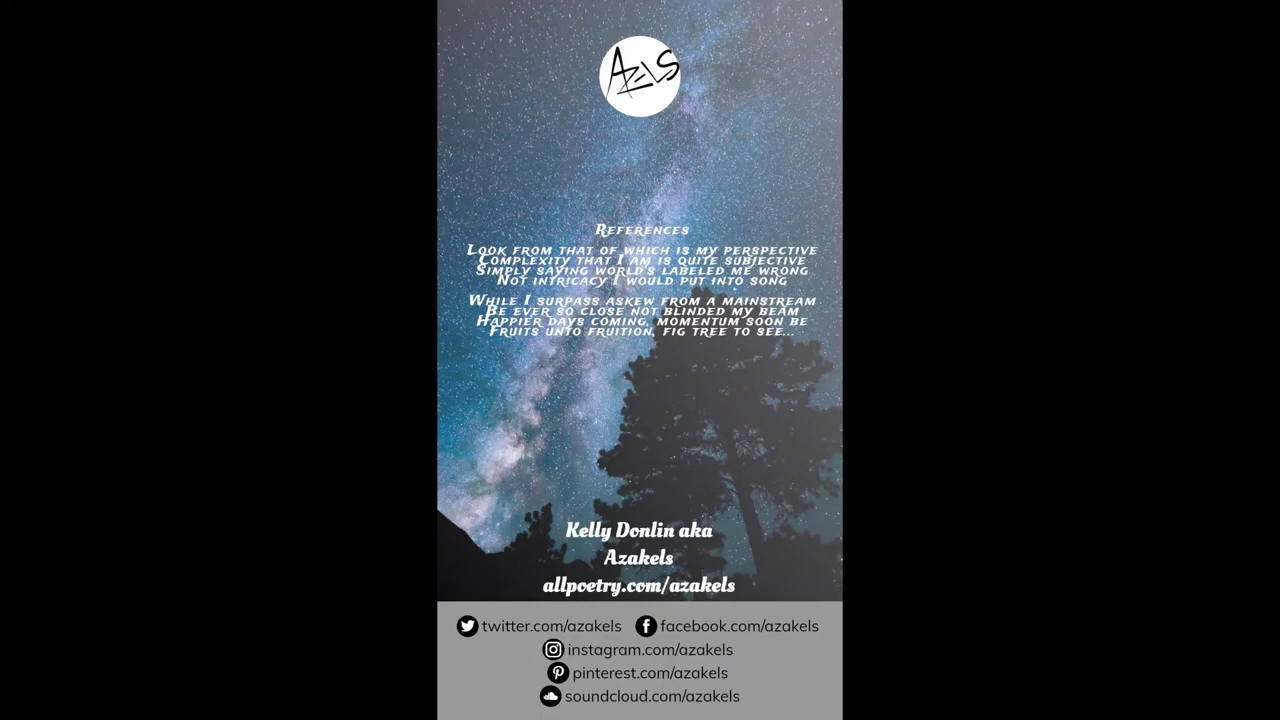 AZELS
References
Look from that of which is my perspective
Complexity that I am is quite subjective
Simply saying world's labeled me wrong
Not intricacy I would put into song
While I surpass askew from a mainstream
Be ever so close not blinded my beam
Happier days coming, momentum soon be
Fruits unto fruition, fig tree to see...
Kelly Donlin aka
Azakels
allpoetry.com/azakels
twitter.com/azakels facebook.com/azakels
instagram.com/azakels
pinterest.com/azakels
soundcloud.com/azakels